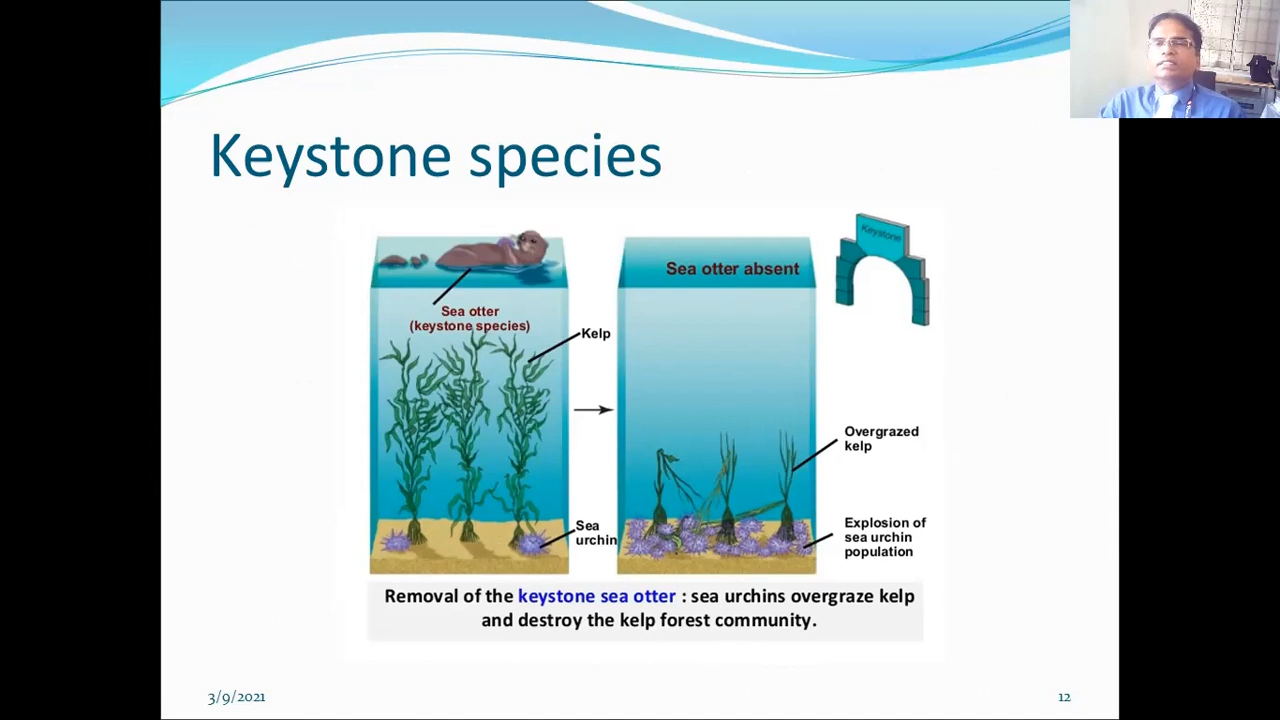 Keystone species
Keystone
Sea otter absent
Sea otter
(keystone species)
Kelp
Overgrazed
kelp
Sea
urchin
Explosion of
sea urchin
population
Removal of the keystone sea otter : sea urchins overgraze kelp
and destroy the kelp forest community.
3/9/2021
12